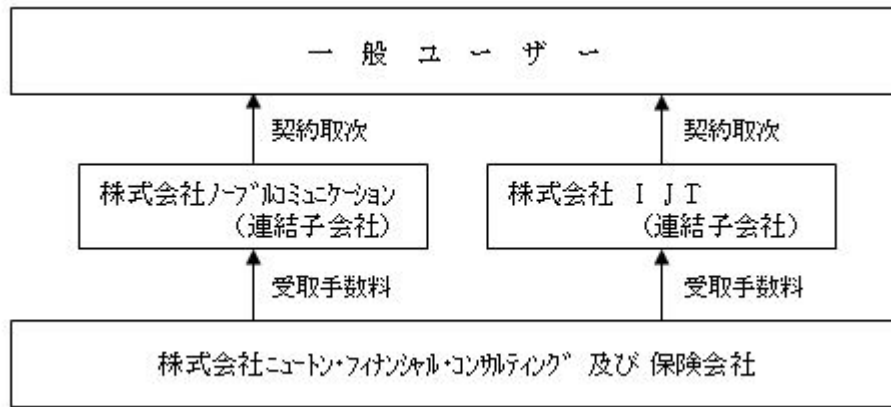 一 般 ユ ー ザ ー
契約取次
契約取次
株式会社ﾉｰﾌﾞﾙｺﾐｭﾆｹｰｼｮﾝ
(連結子会社)
株式会社 ＩＪＴ
(連結子会社)
受取手数料
受取手数料
株式会社ﾆｭｰﾄﾝ・ﾌｨﾅﾝｼｬﾙ・ｺﾝｻﾙﾃｨﾝｸﾞ 及び 保険会社